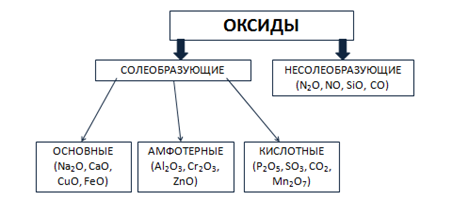 ОКСИДЫ
СОЛЕОБРАЗУЮЩИЕ
НЕСОЛЕОБРАЗУЮЩИЕ
(N₂O, NO, SiO, CO)
ОСНОВНЫЕ
(Na₂O, CaO,
CuO, FeO)
АМФОТЕРНЫЕ
(Al₂O₃, Cr₂O₃,
ZnO)
КИСЛОТНЫЕ
(P₂O₅, SO₃, CO₂,
Mn₂O₇)